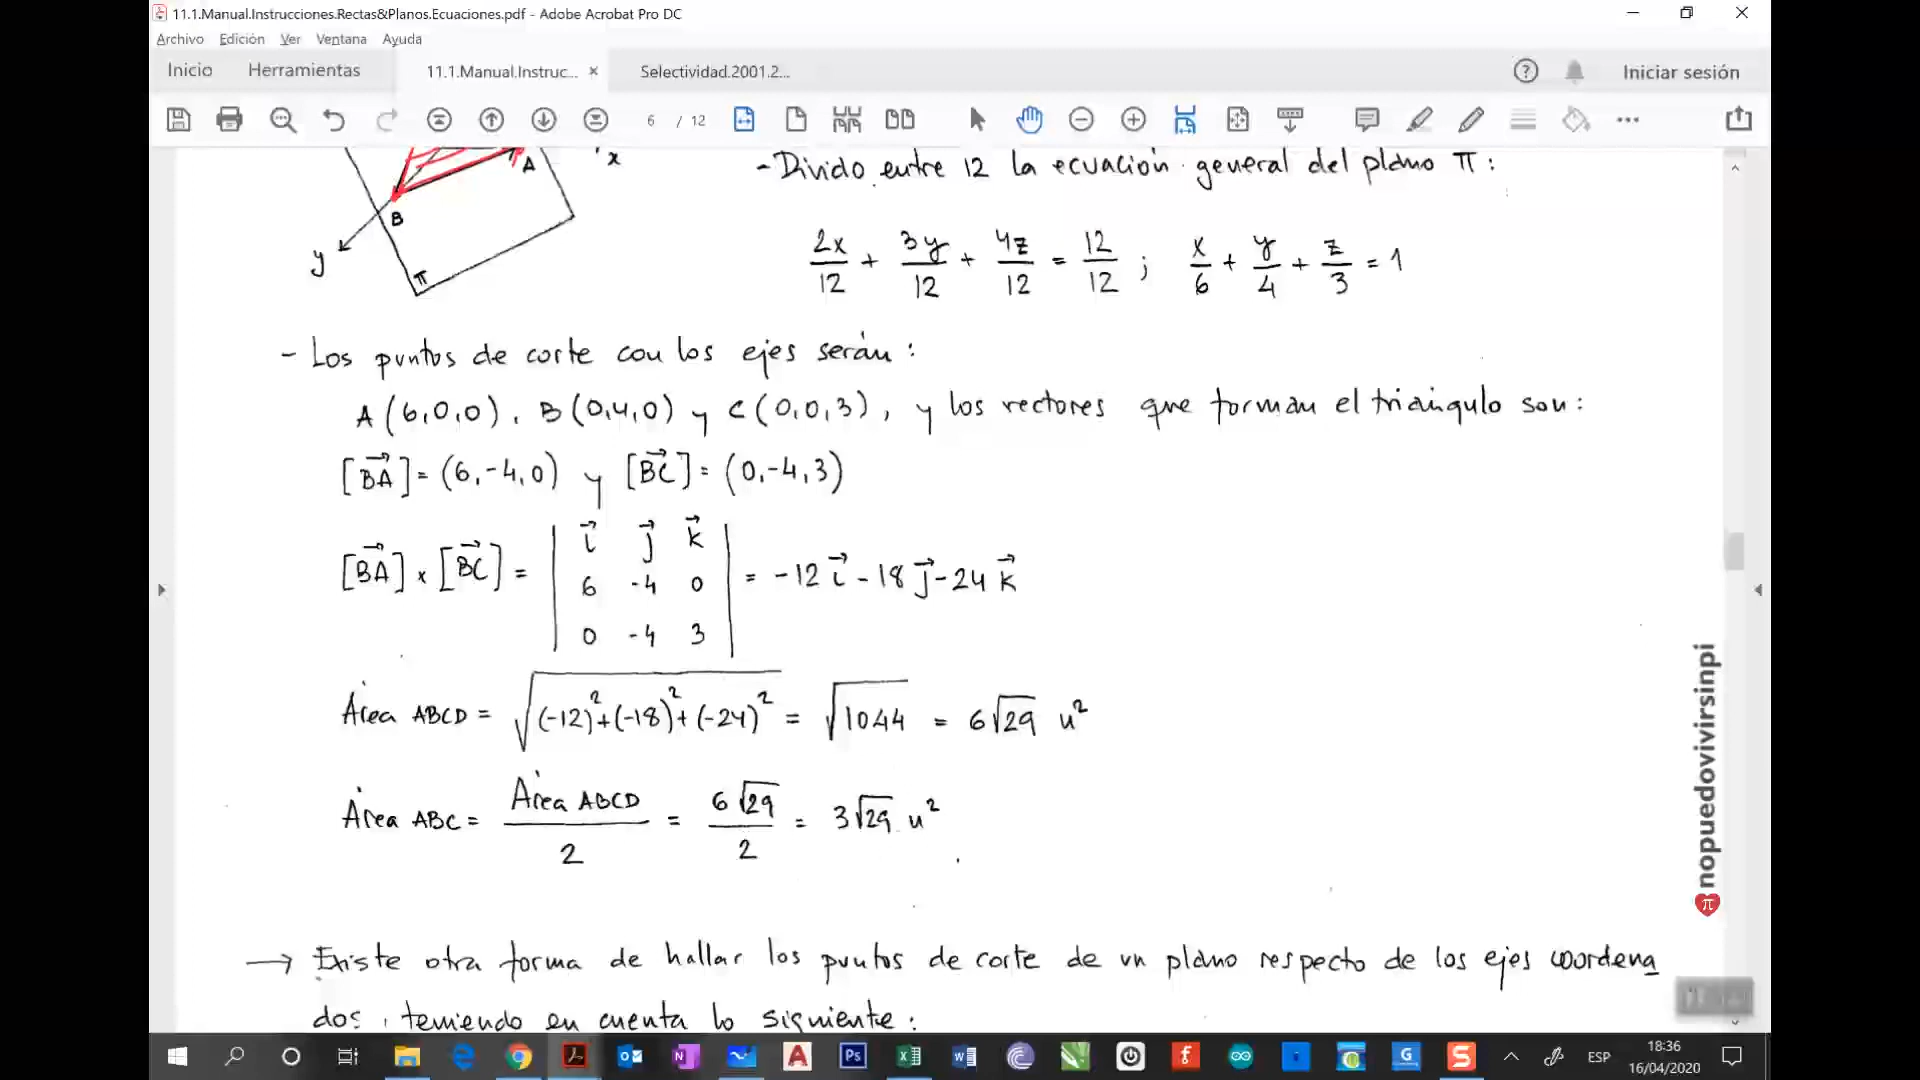 11.1.Manual.Instrucciones.Rectas&Planos.Ecuaciones.pdf - Adobe Acrobat Pro DC
Archivo Edición Ver Ventana Ayuda
Inicio Herramientas 11.1.Manual.Instruc... × Selectividad.2001.2... Iniciar sesión
6 / 12
A x
B
y
π
- Divido entre 12 la ecuación general del plano π:
2x/12 + 3y/12 + 4z/12 = 12/12 ; x/6 + y/4 + z/3 = 1
- Los puntos de corte con los ejes serán:
A(6,0,0), B(0,4,0) y C(0,0,3), y los vectores que forman el triángulo son:
[BA→] = (6,-4,0) y [BC→] = (0,-4,3)
[BA→] x [BC→] = | i→ j→ k→ | = -12 i→ - 18 j→ - 24 k→
6 -4 0
0 -4 3
Área ABCD = √((-12)² + (-18)² + (-24)²) = √1044 = 6√29 u²
Área ABC = Área ABCD / 2 = 6√29 / 2 = 3√29 u²
nopuedovivirsinpi
π
→ Existe otra forma de hallar los puntos de corte de un plano respecto de los ejes coordena
dos, teniendo en cuenta lo siguiente:
ESP
18:36
16/04/2020